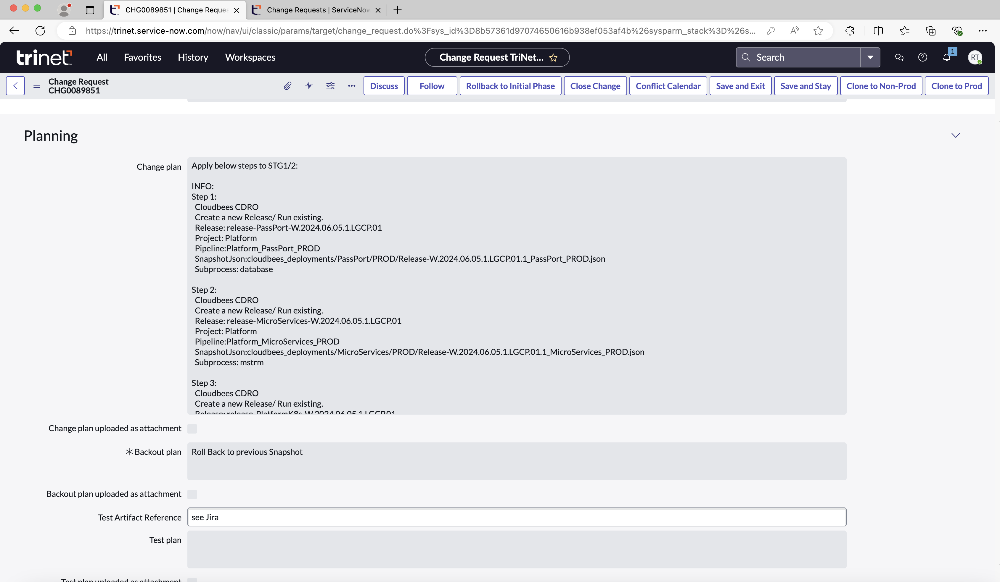 CHG0089851 | Change Reques
Change Requests | ServiceNow
https://trinet.service-now.com/now/nav/ui/classic/params/target/change_request.do%3Fsys_id%3D8b57361d97074650616b938ef053af4b%26sysparm_stack%3D%26s...
trinet
All
Favorites
History
Workspaces
Change Request TriNet...
Search
1
RT
Change Request
CHG0089851
Discuss
Follow
Rollback to Initial Phase
Close Change
Conflict Calendar
Save and Exit
Save and Stay
Clone to Non-Prod
Clone to Prod
Planning
Change plan
Apply below steps to STG1/2:
INFO:
Step 1:
Cloudbees CDRO
Create a new Release/ Run existing.
Release: release-PassPort-W.2024.06.05.1.LGCP.01
Project: Platform
Pipeline:Platform_PassPort_PROD
SnapshotJson:cloudbees_deployments/PassPort/PROD/Release-W.2024.06.05.1.LGCP.01.1_PassPort_PROD.json
Subprocess: database
Step 2:
Cloudbees CDRO
Create a new Release/ Run existing.
Release: release-MicroServices-W.2024.06.05.1.LGCP.01
Project: Platform
Pipeline:Platform_MicroServices_PROD
SnapshotJson:cloudbees_deployments/MicroServices/PROD/Release-W.2024.06.05.1.LGCP.01.1_MicroServices_PROD.json
Subprocess: mstrm
Step 3:
Cloudbees CDRO
Create a new Release/ Run existing.
Release: release-PlatformK8s-W.2024.06.05.1.LGCP.01
Change plan uploaded as attachment
Backout plan
Roll Back to previous Snapshot
Backout plan uploaded as attachment
Test Artifact Reference
see Jira
Test plan
Test plan uploaded as attachment